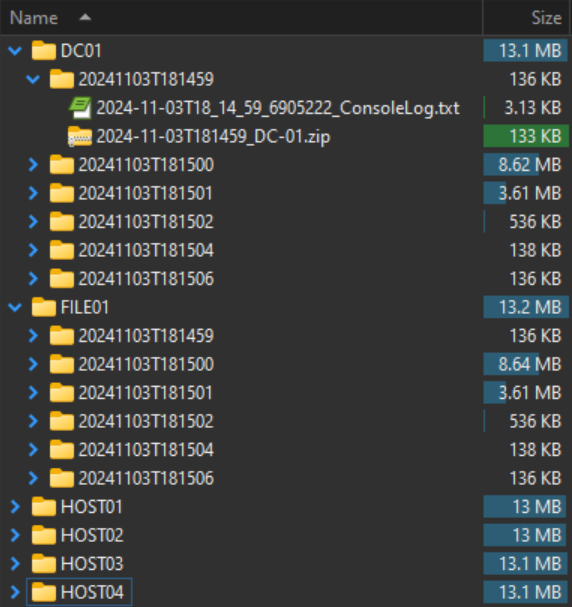 Name Size
DC01 13.1 MB
20241103T181459 136 KB
2024-11-03T18_14_59_6905222_ConsoleLog.txt 3.13 KB
2024-11-03T181459_DC-01.zip 133 KB
20241103T181500 8.62 MB
20241103T181501 3.61 MB
20241103T181502 536 KB
20241103T181504 138 KB
20241103T181506 136 KB
FILE01 13.2 MB
20241103T181459 136 KB
20241103T181500 8.64 MB
20241103T181501 3.61 MB
20241103T181502 536 KB
20241103T181504 138 KB
20241103T181506 136 KB
HOST01 13 MB
HOST02 13 MB
HOST03 13.1 MB
HOST04 13.1 MB